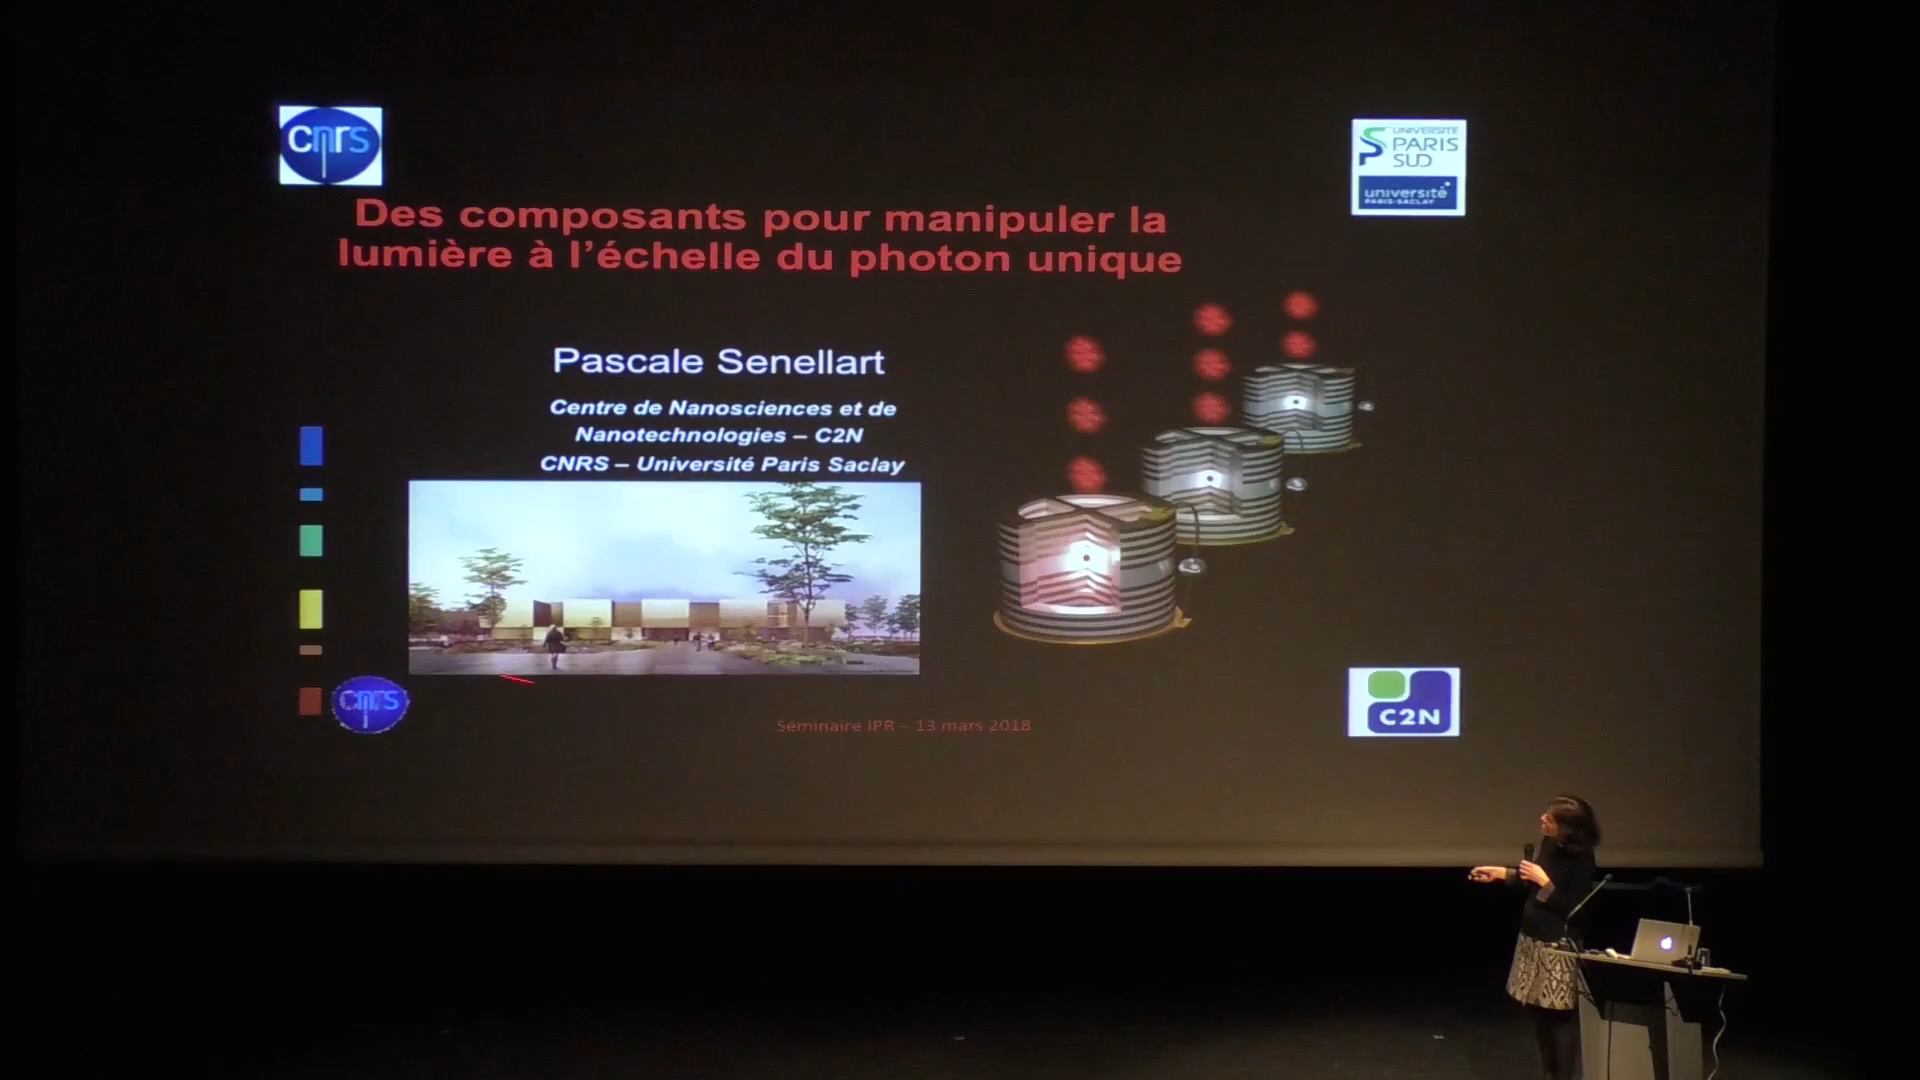 cnrs
UNIVERSITÉ
PARIS
SUD
université
PARIS-SACLAY
Des composants pour manipuler la
lumière à l'échelle du photon unique
Pascale Senellart
Centre de Nanosciences et de
Nanotechnologies – C2N
CNRS – Université Paris Saclay
cnrs
C2N
Séminaire IPR – 13 mars 2018